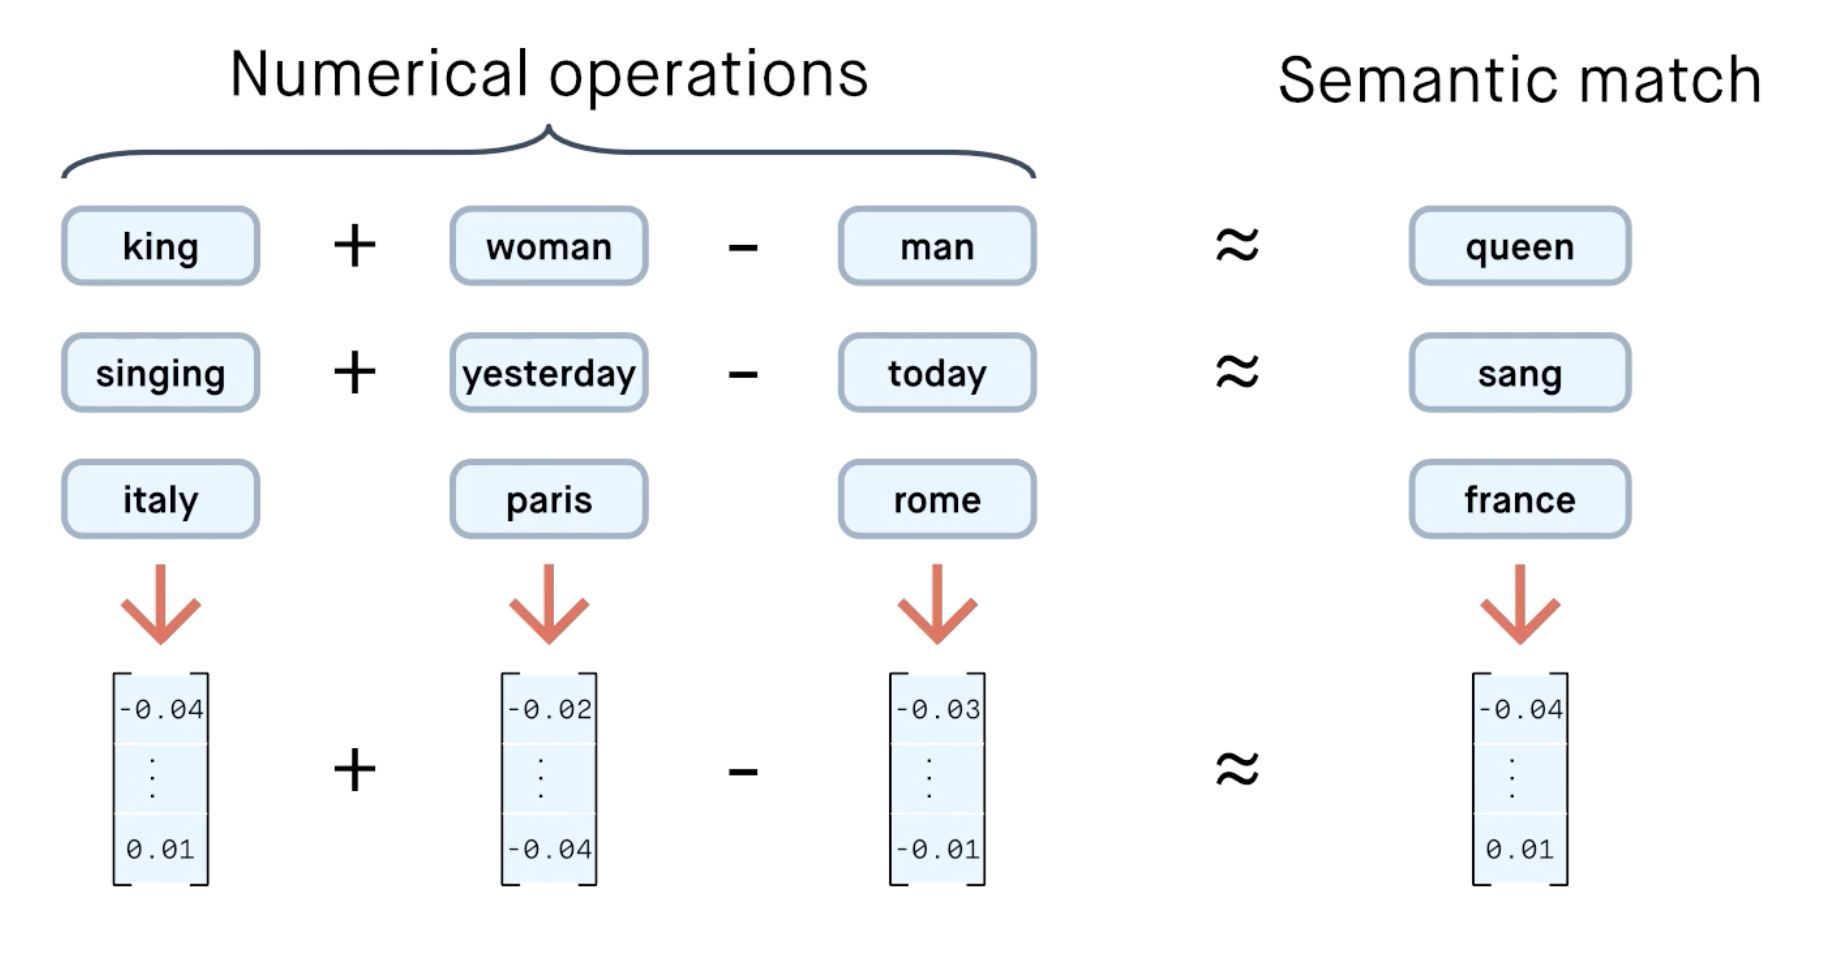 Numerical operations
Semantic match
king + woman - man ≈ queen
singing + yesterday - today ≈ sang
italy paris rome france
-0.04 -0.02 -0.03 -0.04
⋮ + ⋮ - ⋮ ≈ ⋮
0.01 -0.04 -0.01 0.01